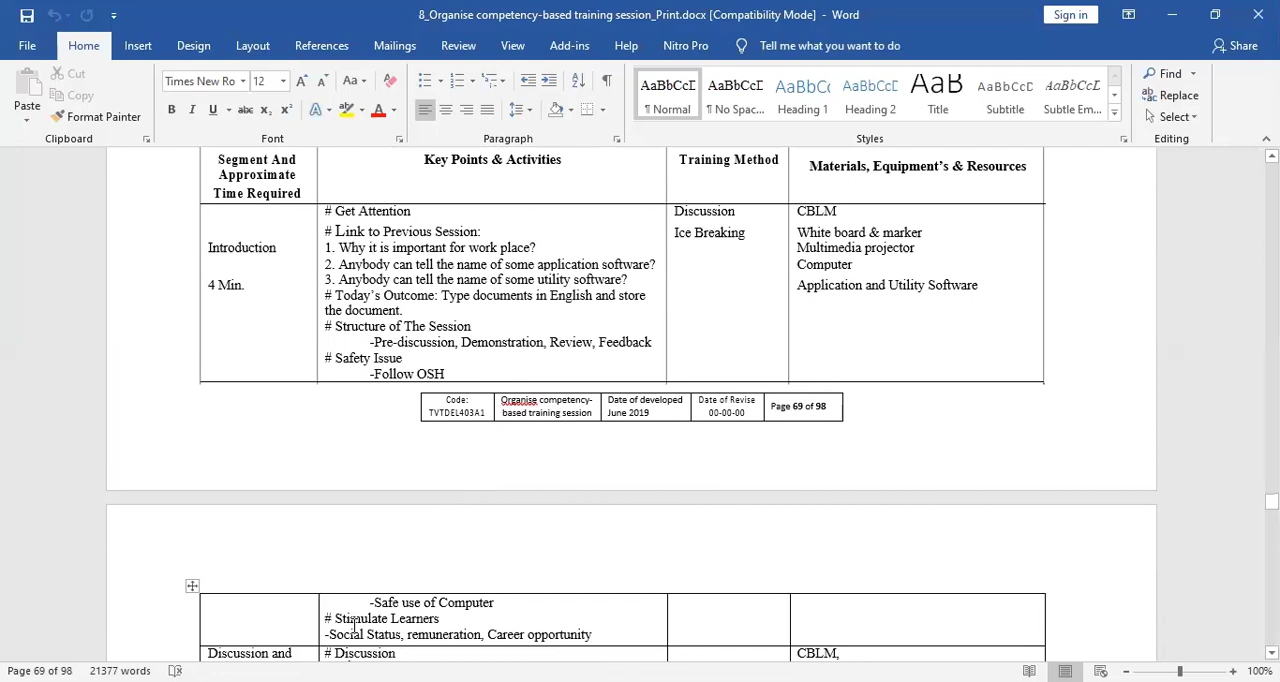 8_Organise competency-based training session_Print.docx [Compatibility Mode] - Word
Sign in
File Home Insert Design Layout References Mailings Review View Add-ins Help Nitro Pro Tell me what you want to do
Share
Paste
Cut
Copy
Format Painter
Clipboard
Times New Ro 12
Font
Paragraph
AaBbCcD AaBbCcD AaBbCc AaBbCcD AaB AaBbCcD AaBbCcD
¶ Normal ¶ No Spac... Heading 1 Heading 2 Title Subtitle Subtle Em...
Styles
Find
Replace
Select
Editing
Segment And
Approximate
Time Required
Key Points & Activities
Training Method
Materials, Equipment's & Resources
Introduction
4 Min.
# Get Attention
# Link to Previous Session:
1. Why it is important for work place?
2. Anybody can tell the name of some application software?
3. Anybody can tell the name of some utility software?
# Today's Outcome: Type documents in English and store
the document.
# Structure of The Session
-Pre-discussion, Demonstration, Review, Feedback
# Safety Issue
-Follow OSH
Discussion
Ice Breaking
CBLM
White board & marker
Multimedia projector
Computer
Application and Utility Software
Code:
TVTDEL403A1
Organise competency-
based training session
Date of developed
June 2019
Date of Revise
00-00-00
Page 69 of 98
-Safe use of Computer
# Stimulate Learners
-Social Status, remuneration, Career opportunity
Discussion and
# Discussion
CBLM,
Page 69 of 98
21377 words
100%